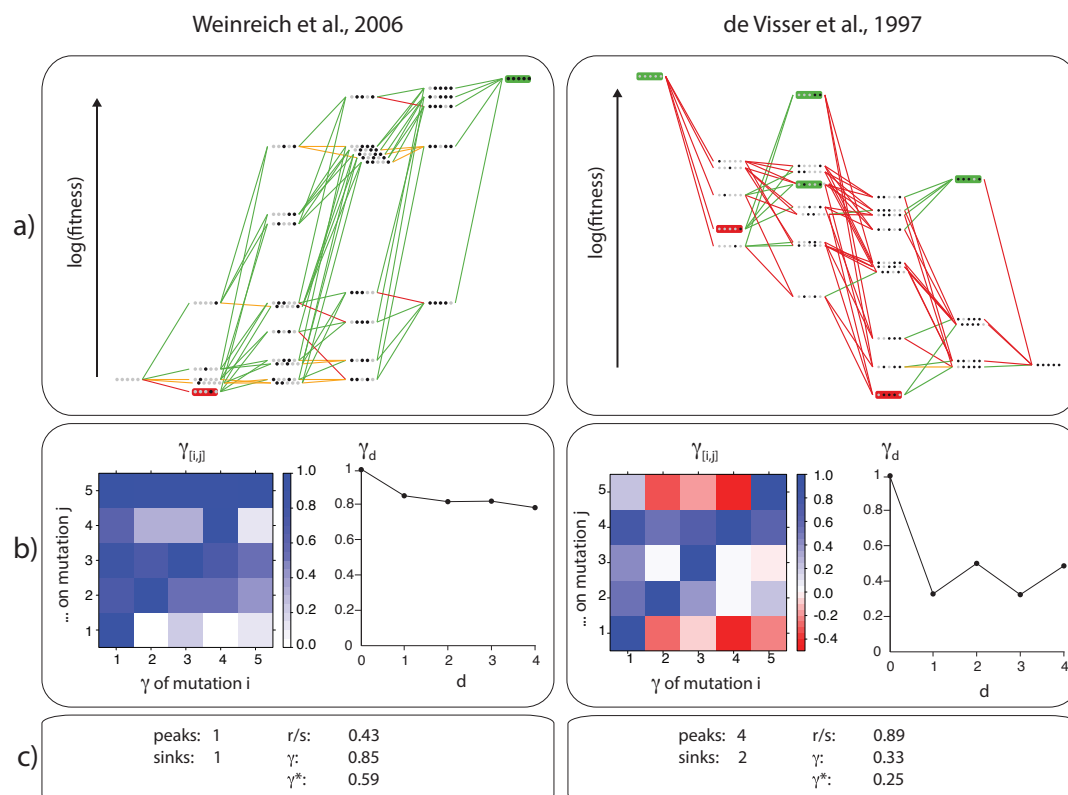 Weinreich et al., 2006
de Visser et al., 1997
a)
log(fitness)
log(fitness)
b)
γ[i,j]
... on mutation j
5
4
3
2
1
1 2 3 4 5
γ of mutation i
1.0
0.8
0.6
0.4
0.2
0.0
γd
1
0.8
0.6
0.4
0.2
0
0 1 2 3 4
d
γ[i,j]
... on mutation j
5
4
3
2
1
1 2 3 4 5
γ of mutation i
1.0
0.8
0.6
0.4
0.2
0.0
-0.2
-0.4
γd
1
0.8
0.6
0.4
0.2
0
0 1 2 3 4
d
c)
peaks: 1 r/s: 0.43
sinks: 1 γ: 0.85
γ*: 0.59
peaks: 4 r/s: 0.89
sinks: 2 γ: 0.33
γ*: 0.25